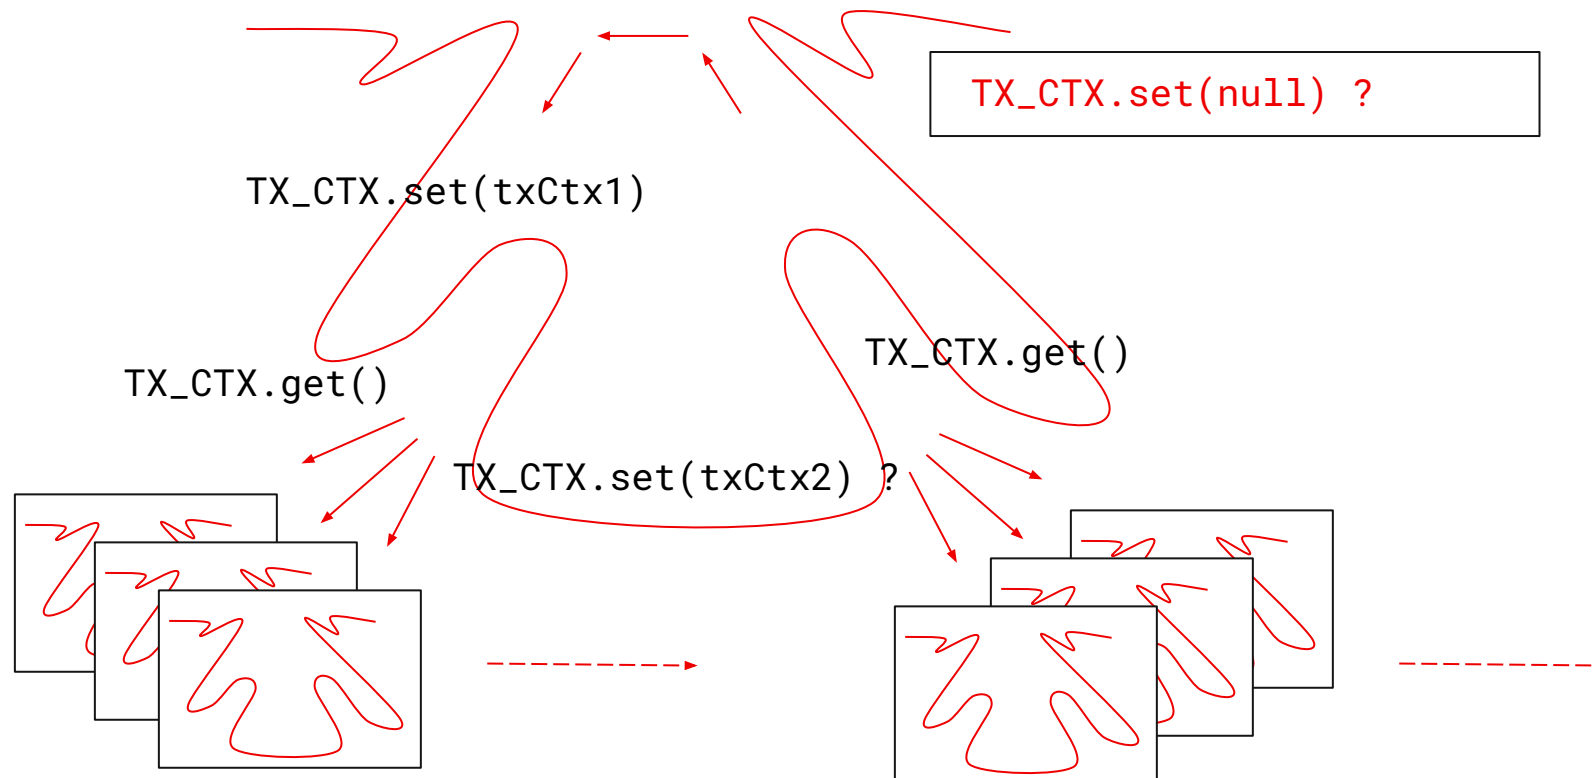 TX_CTX.set(null) ?
TX_CTX.set(txCtx1)
TX_CTX.get()
TX_CTX.get()
TX_CTX.set(txCtx2) ?